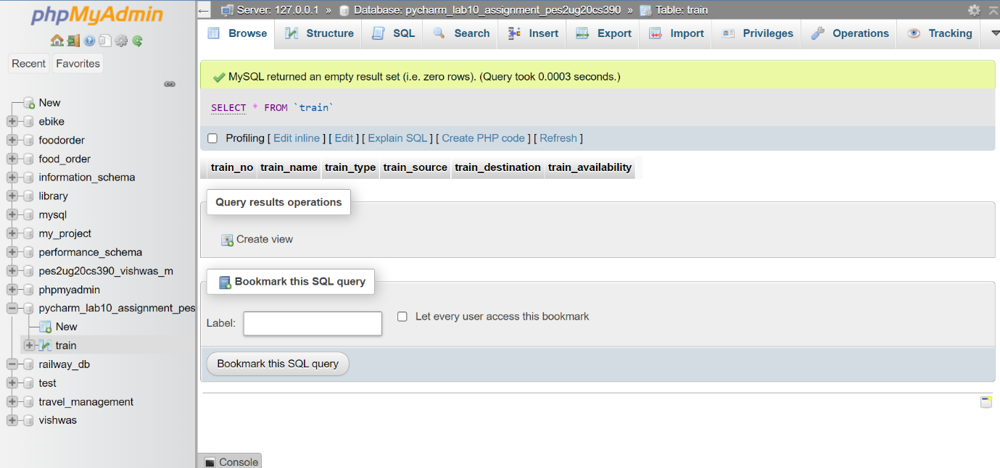 phpMyAdmin
Recent Favorites
New
ebike
foodorder
food_order
information_schema
library
mysql
my_project
performance_schema
pes2ug20cs390_vishwas_m
phpmyadmin
pycharm_lab10_assignment_pes
New
train
railway_db
test
travel_management
vishwas
Server: 127.0.0.1 » Database: pycharm_lab10_assignment_pes2ug20cs390 » Table: train
Browse Structure SQL Search Insert Export Import Privileges Operations Tracking
MySQL returned an empty result set (i.e. zero rows). (Query took 0.0003 seconds.)
SELECT * FROM `train`
Profiling [ Edit inline ] [ Edit ] [ Explain SQL ] [ Create PHP code ] [ Refresh ]
train_no train_name train_type train_source train_destination train_availability
Query results operations
Create view
Bookmark this SQL query
Label: Let every user access this bookmark
Bookmark this SQL query
Console